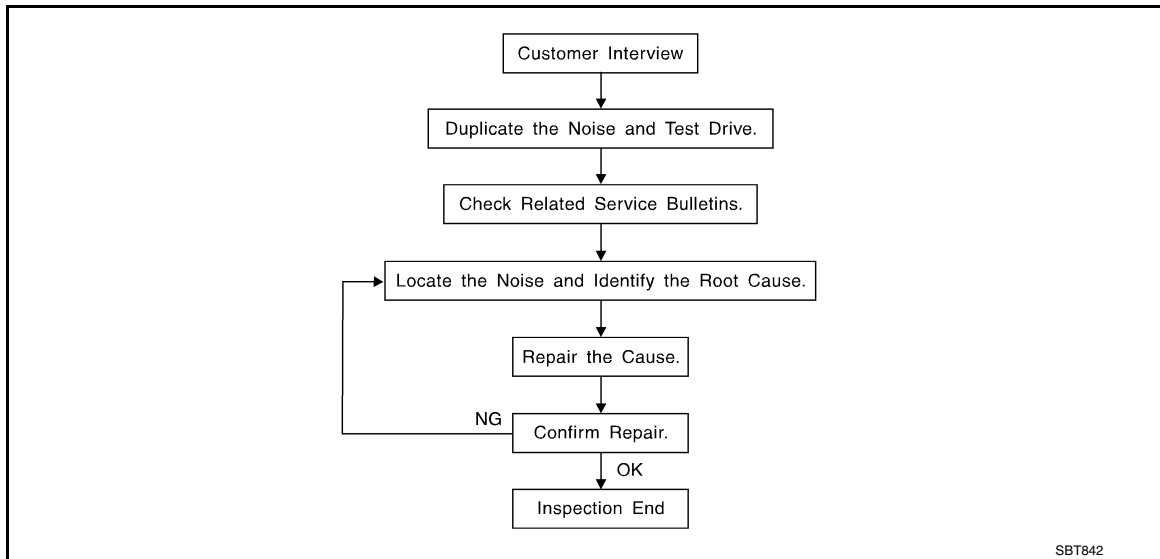 Customer Interview
Duplicate the Noise and Test Drive.
Check Related Service Bulletins.
Locate the Noise and Identify the Root Cause.
Repair the Cause.
NG
Confirm Repair.
OK
Inspection End
SBT842